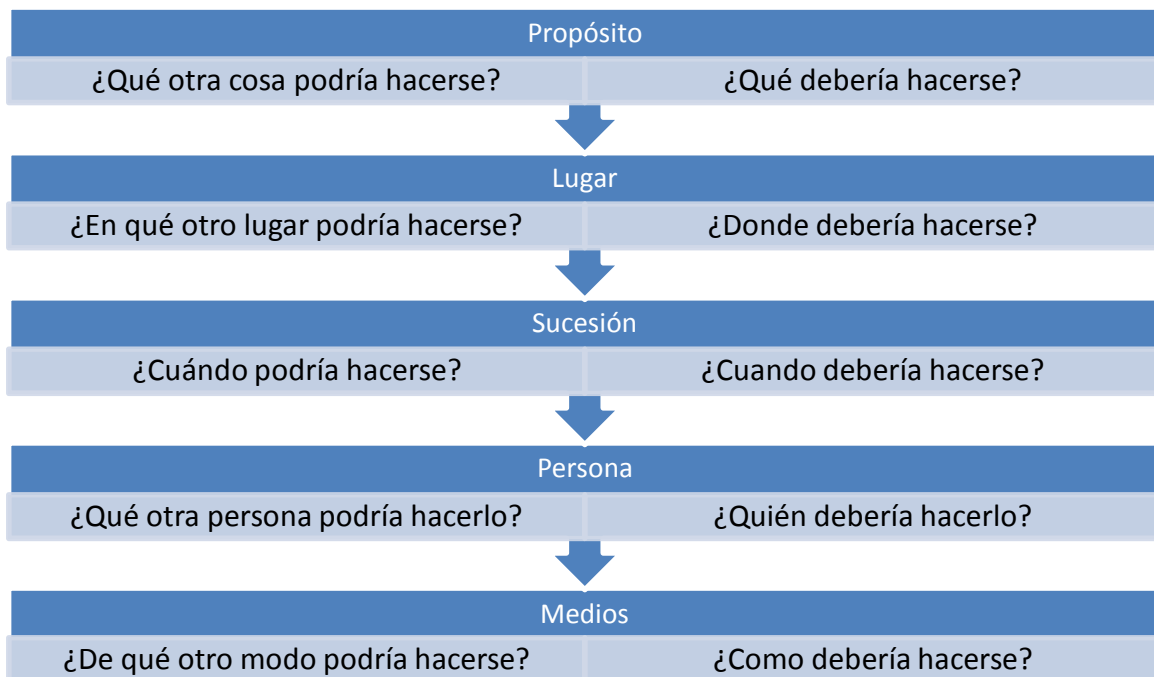 Propósito
¿Qué otra cosa podría hacerse? ¿Qué debería hacerse?
Lugar
¿En qué otro lugar podría hacerse? ¿Donde debería hacerse?
Sucesión
¿Cuándo podría hacerse? ¿Cuando debería hacerse?
Persona
¿Qué otra persona podría hacerlo? ¿Quién debería hacerlo?
Medios
¿De qué otro modo podría hacerse? ¿Como debería hacerse?